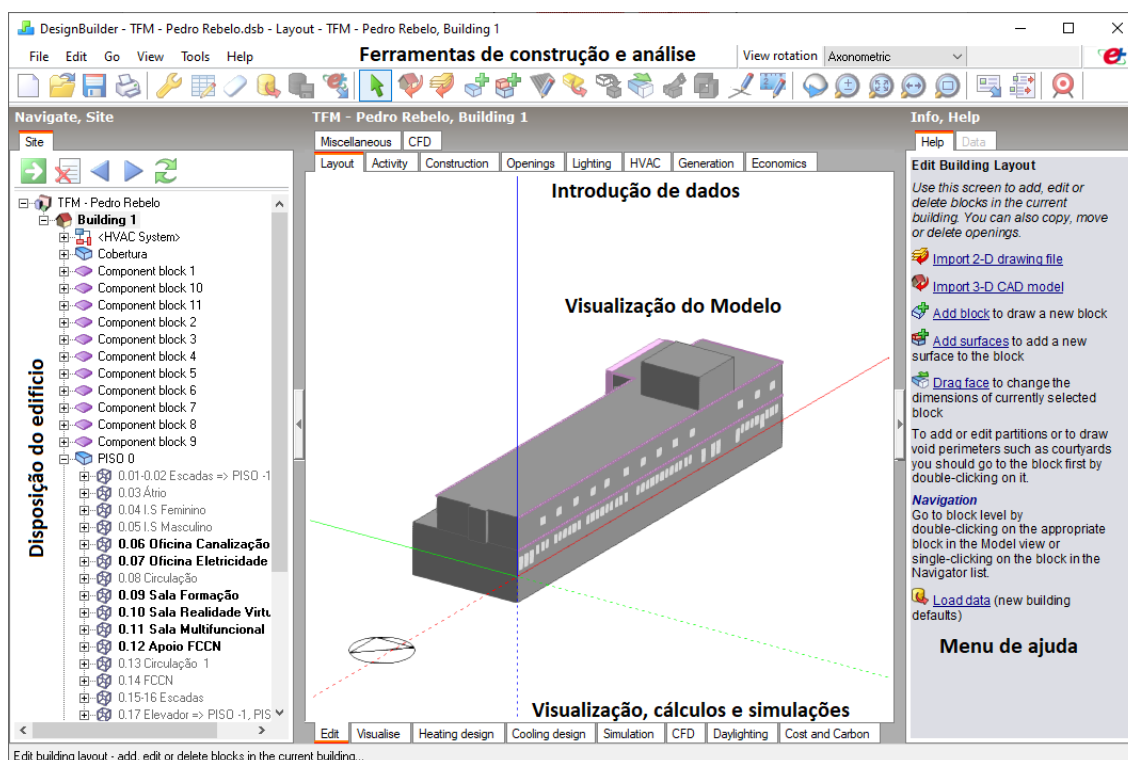 DesignBuilder - TFM - Pedro Rebelo.dsb - Layout - TFM - Pedro Rebelo, Building 1
File Edit Go View Tools Help
Ferramentas de construção e análise
View rotation Axonometric
Navigate, Site
Site
TFM - Pedro Rebelo
Building 1
<HVAC System>
Cobertura
Component block 1
Component block 10
Component block 11
Component block 2
Component block 3
Component block 4
Component block 5
Component block 6
Component block 7
Component block 8
Component block 9
PISO 0
0.01-0.02 Escadas => PISO -1
0.03 Átrio
0.04 I.S Feminino
0.05 I.S Masculino
0.06 Oficina Canalização
0.07 Oficina Eletricidade
0.08 Circulação
0.09 Sala Formação
0.10 Sala Realidade Virtu
0.11 Sala Multifuncional
0.12 Apoio FCCN
0.13 Circulação 1
0.14 FCCN
0.15-16 Escadas
0.17 Elevador => PISO -1, PIS
Disposição do edificio
TFM - Pedro Rebelo, Building 1
Miscellaneous CFD
Layout Activity Construction Openings Lighting HVAC Generation Economics
Introdução de dados
Visualização do Modelo
Visualização, cálculos e simulações
Edit Visualise Heating design Cooling design Simulation CFD Daylighting Cost and Carbon
Info, Help
Help Data
Edit Building Layout
Use this screen to add, edit or
delete blocks in the current
building. You can also copy, move
or delete openings.
Import 2-D drawing file
Import 3-D CAD model
Add block to draw a new block
Add surfaces to add a new
surface to the block
Drag face to change the
dimensions of currently selected
block
To add or edit partitions or to draw
void perimeters such as courtyards
you should go to the block first by
double-clicking on it.
Navigation
Go to block level by
double-clicking on the appropriate
block in the Model view or
single-clicking on the block in the
Navigator list.
Load data (new building
defaults)
Menu de ajuda
Edit building layout - add, edit or delete blocks in the current building...